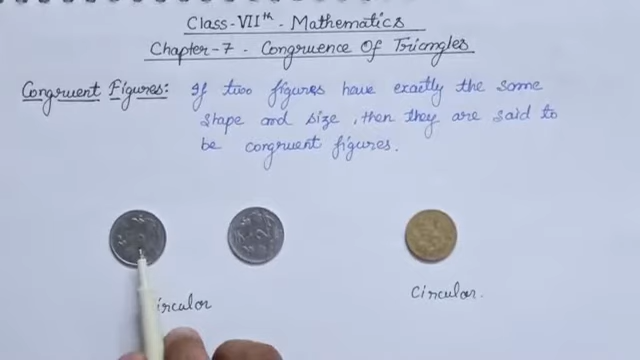 Class-VIIth - Mathematics
Chapter-7 - Congruence Of Triangles
Congruent Figures: If two figures have exactly the same
shape and size, then they are said to
be congruent figures.
Circular.